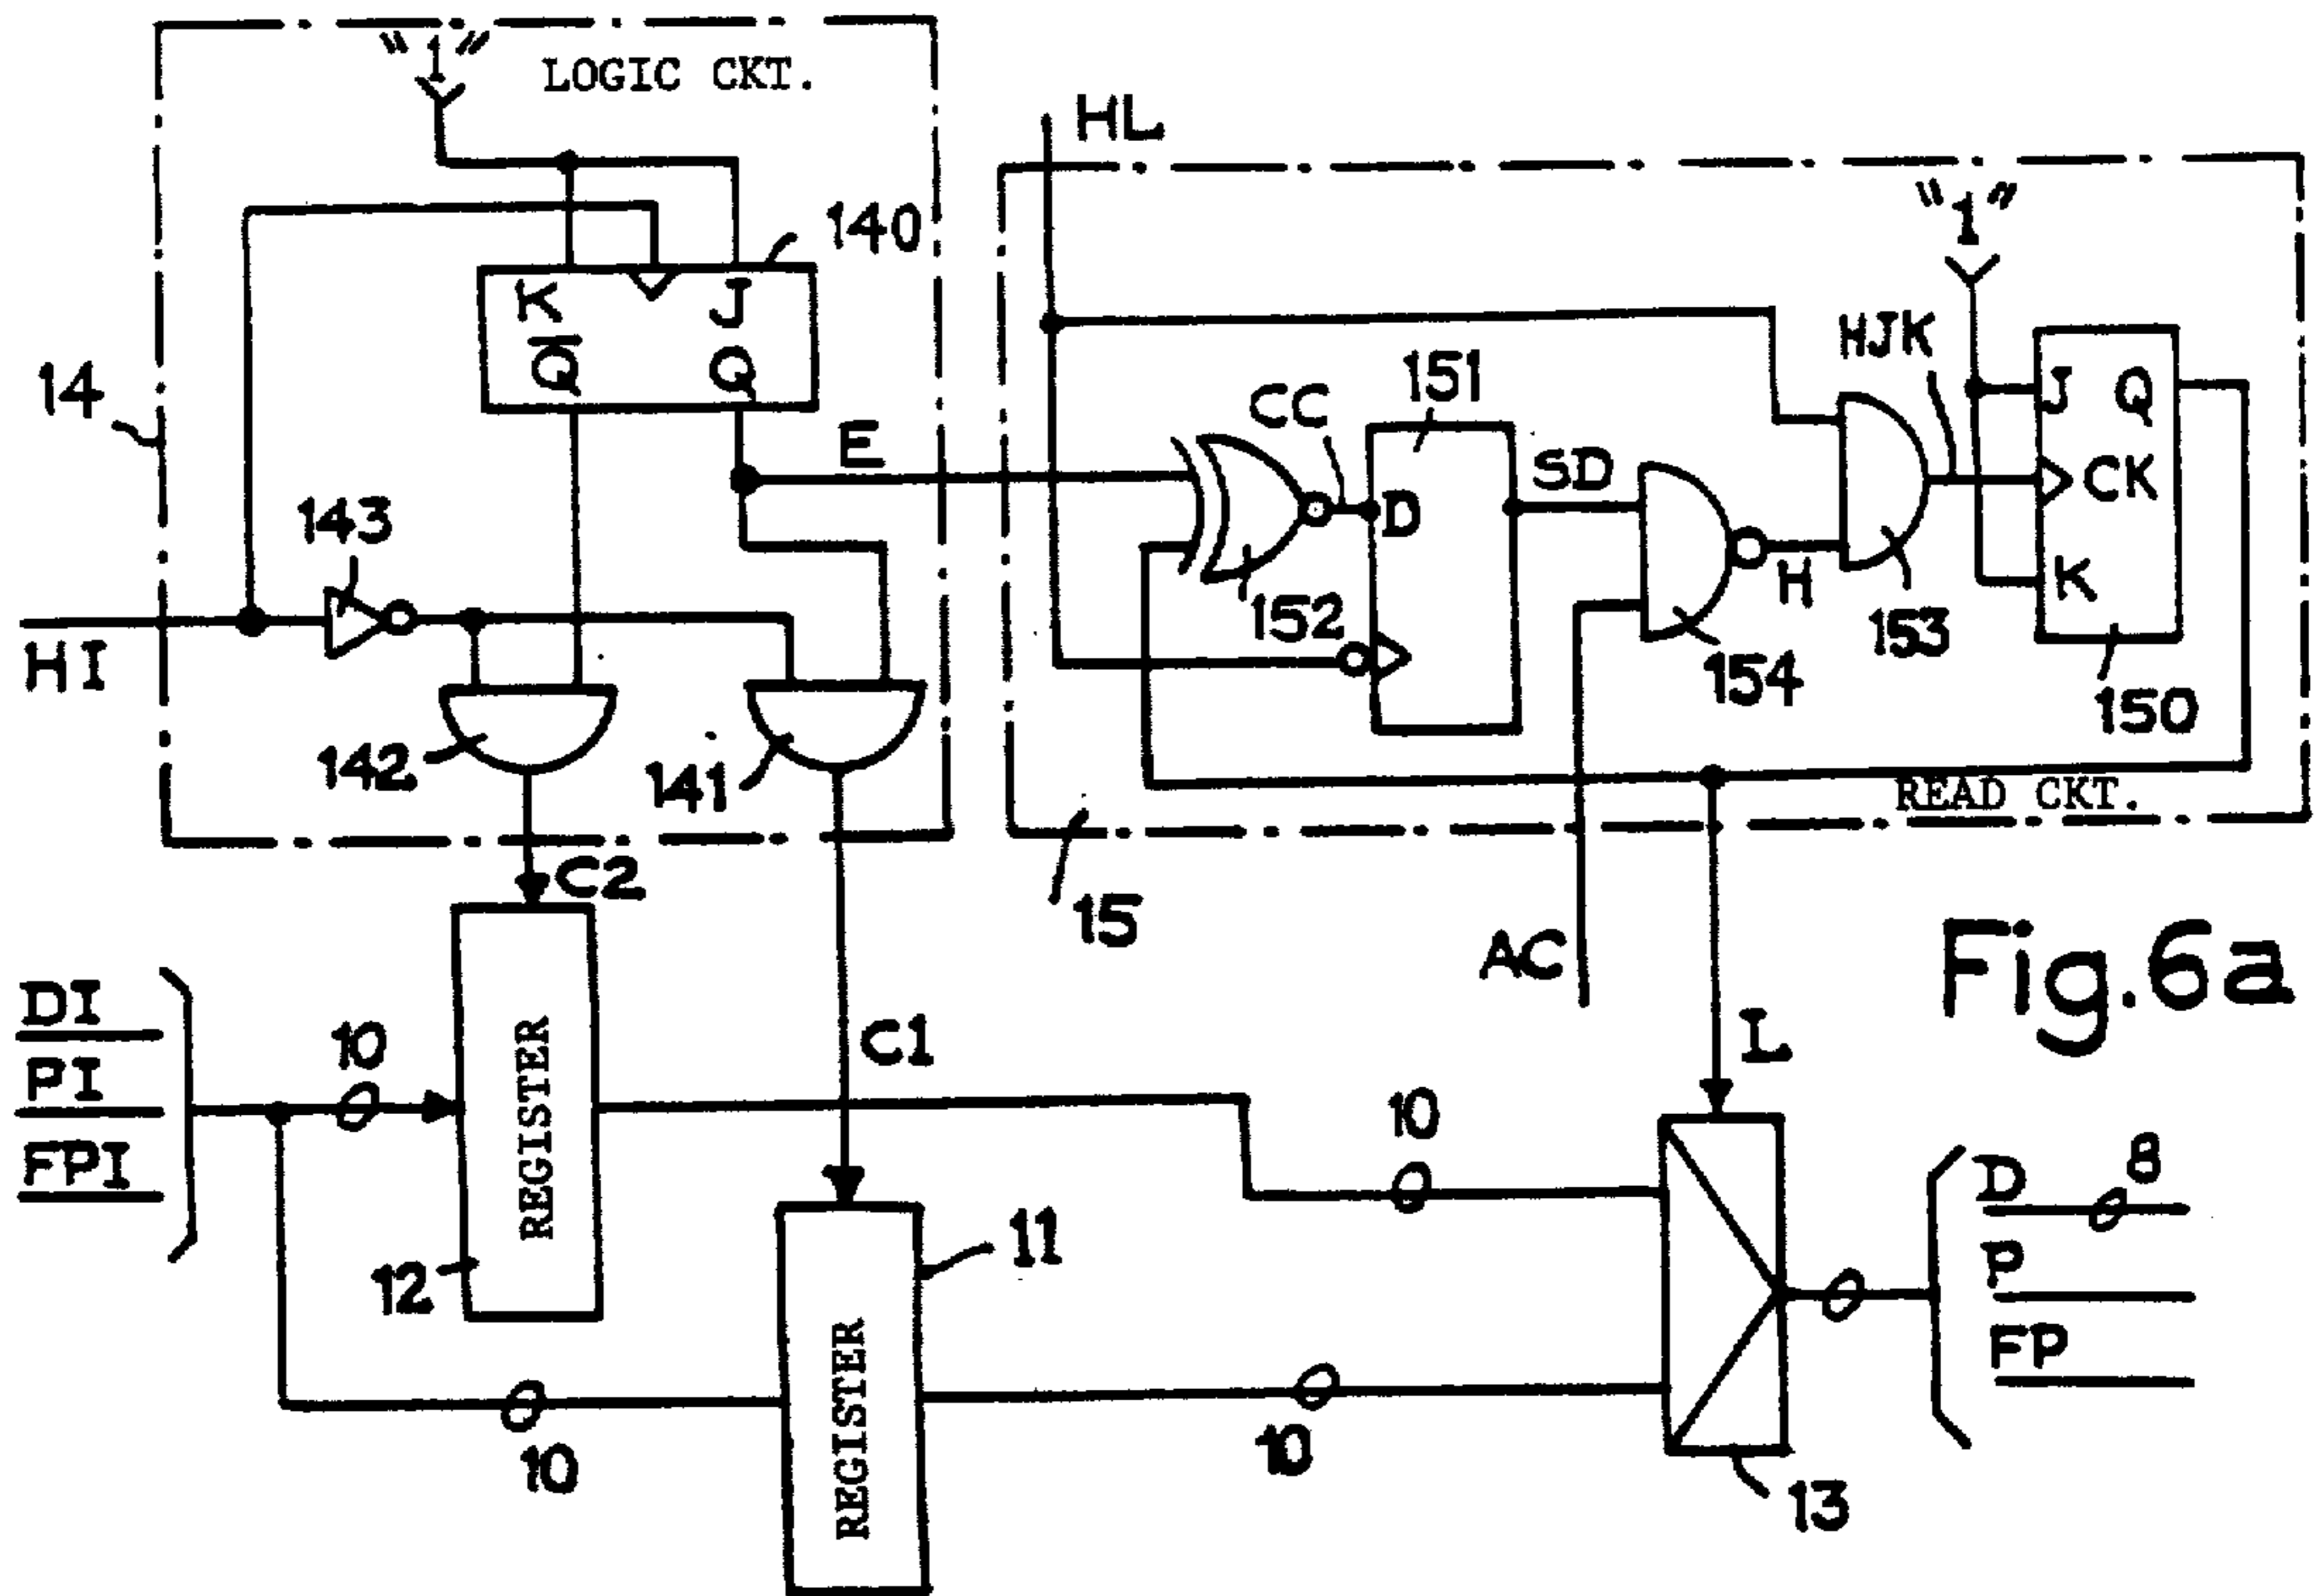 "1"
LOGIC CKT.
HL
"1"
140
K
J
Q̅
Q
14
HJK
J
Q
CK
K
151
CC
E
D
SD
H
143
152
154
153
150
HI
142
141
READ CKT.
C2
15
AC
Fig.6a
DI
PI
FPI
10
REGISTER
C1
L
10
D
8
P
FP
12
11
REGISTER
10
10
13